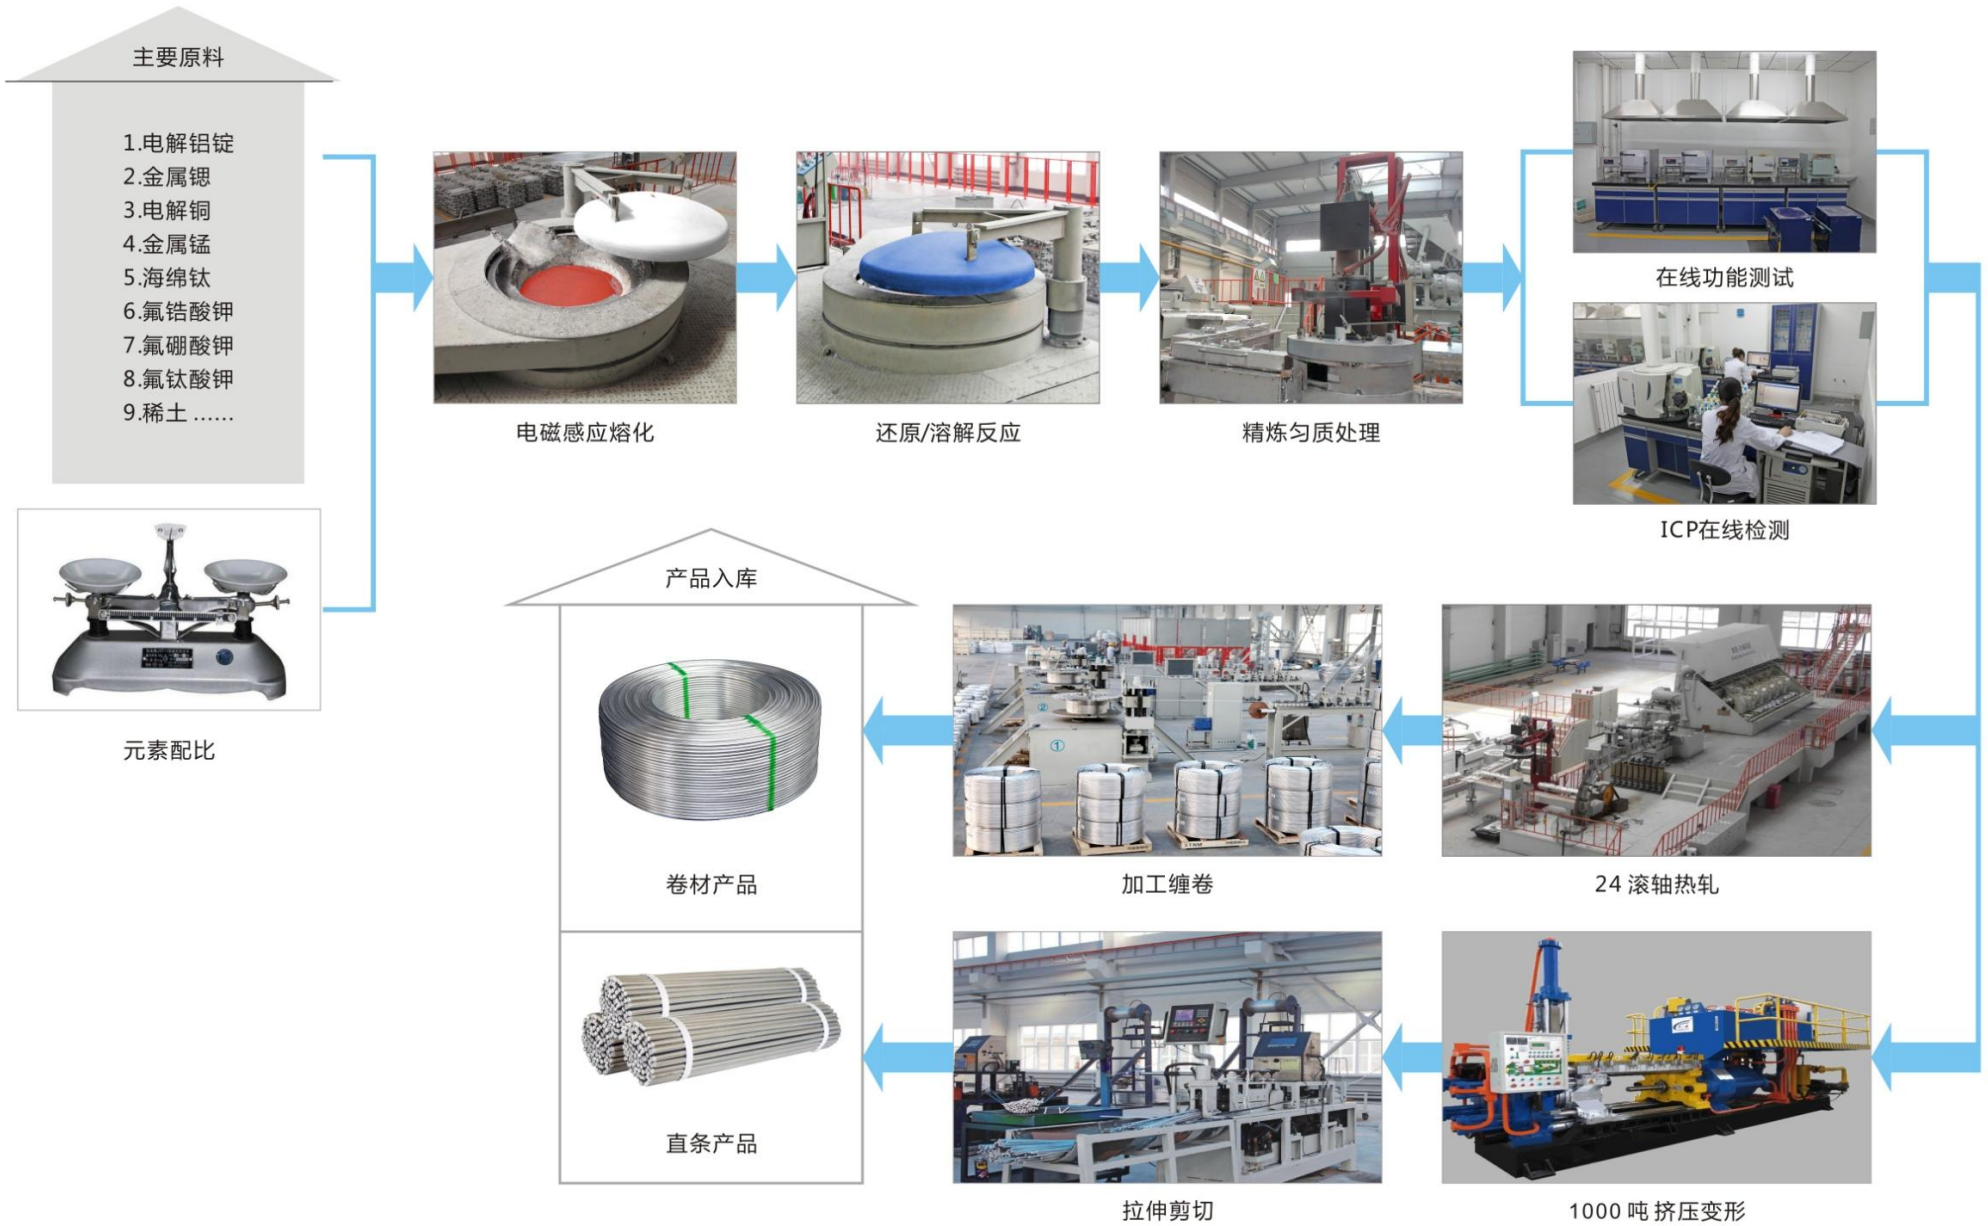 主要原料
1.电解铝锭
2.金属锶
3.电解铜
4.金属锰
5.海绵钛
6.氟锆酸钾
7.氟硼酸钾
8.氟钛酸钾
9.稀土 ……
元素配比
电磁感应熔化
还原/溶解反应
精炼匀质处理
在线功能测试
ICP在线检测
产品入库
卷材产品
②
①
加工缠卷
24 滚轴热轧
直条产品
拉伸剪切
1000 吨 挤压变形